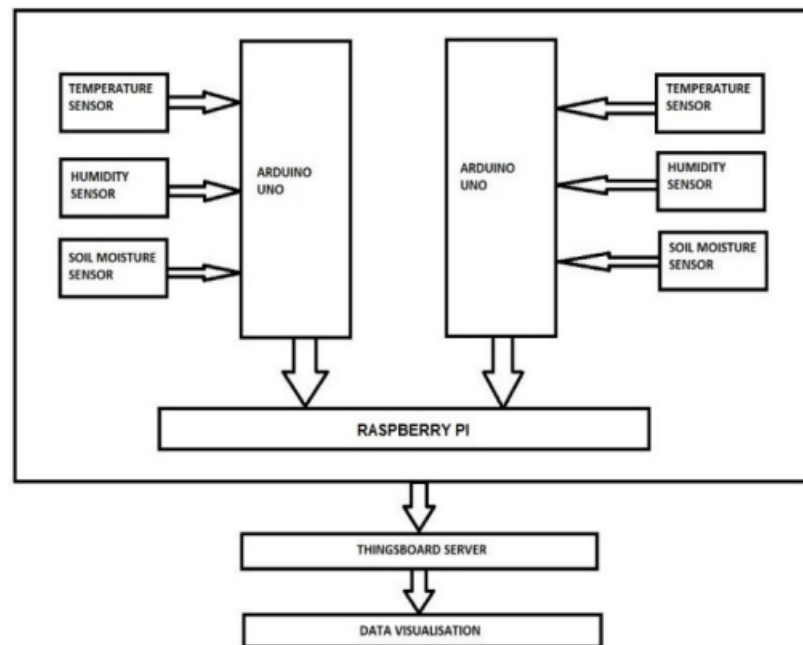 TEMPERATURE
SENSOR
HUMIDITY
SENSOR
SOIL MOISTURE
SENSOR
ARDUINO
UNO
ARDUINO
UNO
TEMPERATURE
SENSOR
HUMIDITY
SENSOR
SOIL MOISTURE
SENSOR
RASPBERRY PI
THINGSBOARD SERVER
DATA VISUALISATION